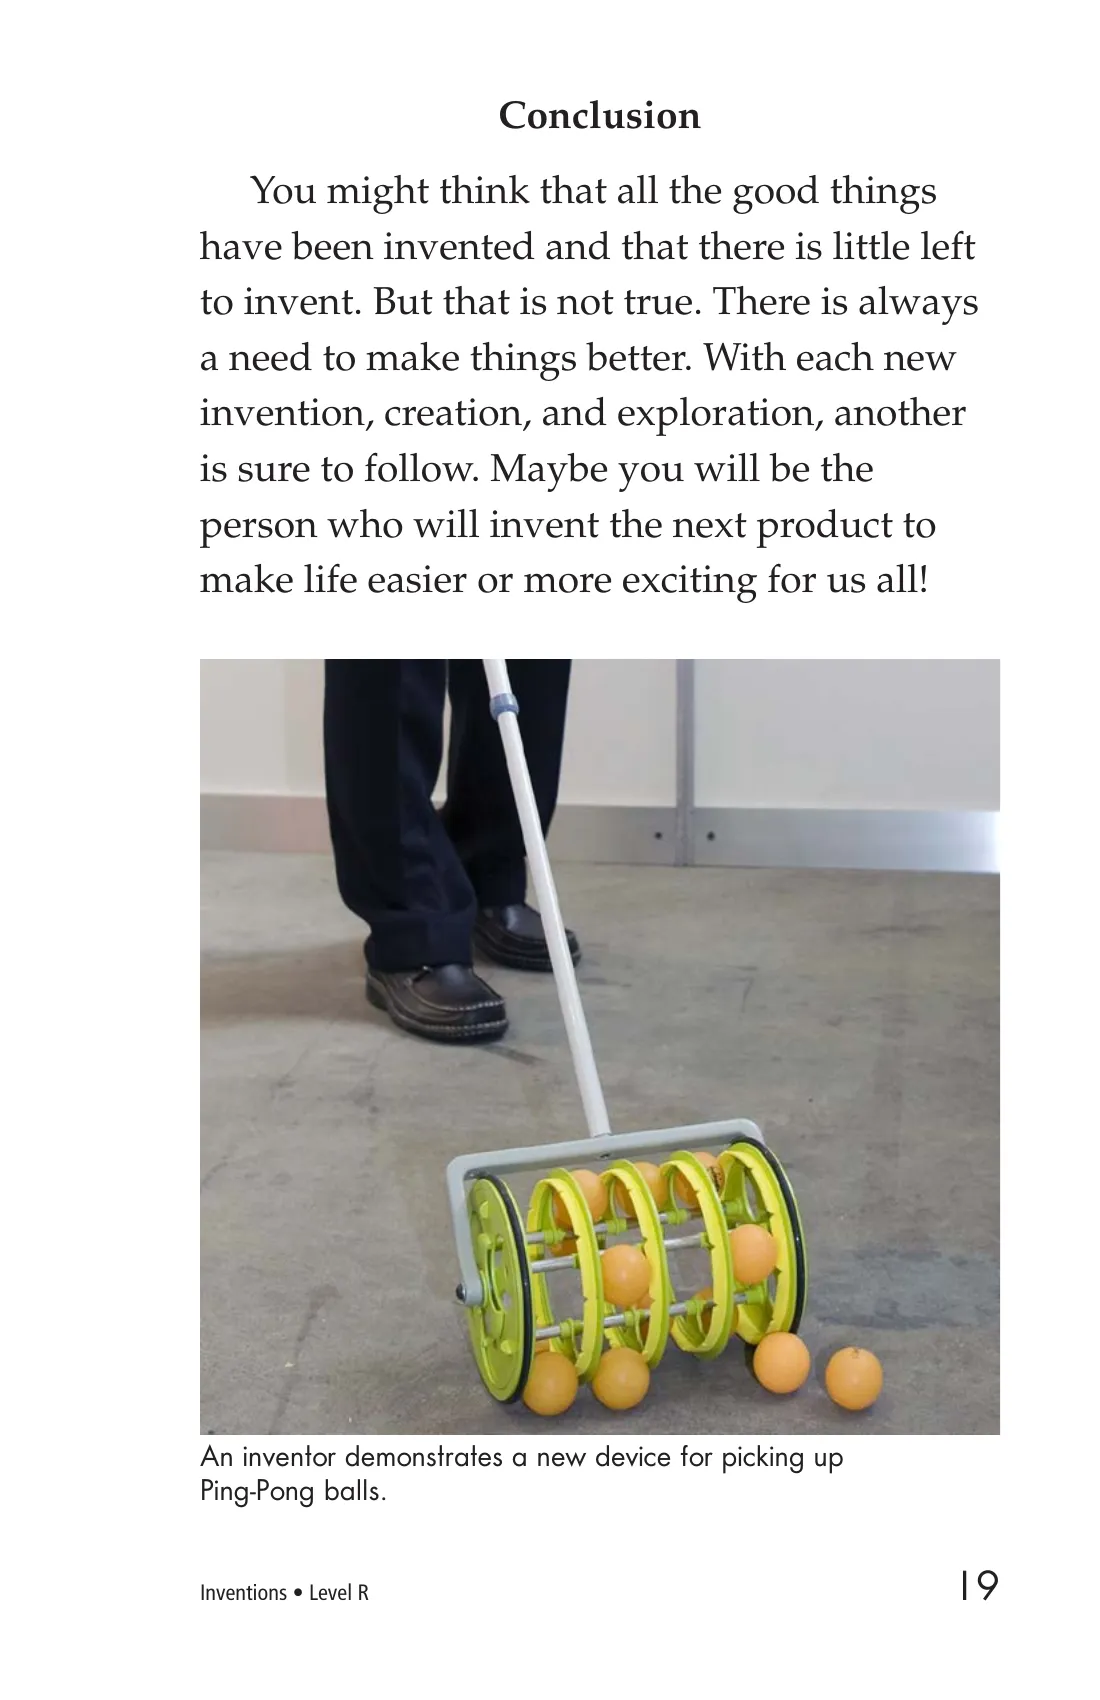 Conclusion
You might think that all the good things
have been invented and that there is little left
to invent. But that is not true. There is always
a need to make things better. With each new
invention, creation, and exploration, another
is sure to follow. Maybe you will be the
person who will invent the next product to
make life easier or more exciting for us all!
An inventor demonstrates a new device for picking up
Ping-Pong balls.
Inventions • Level R
19